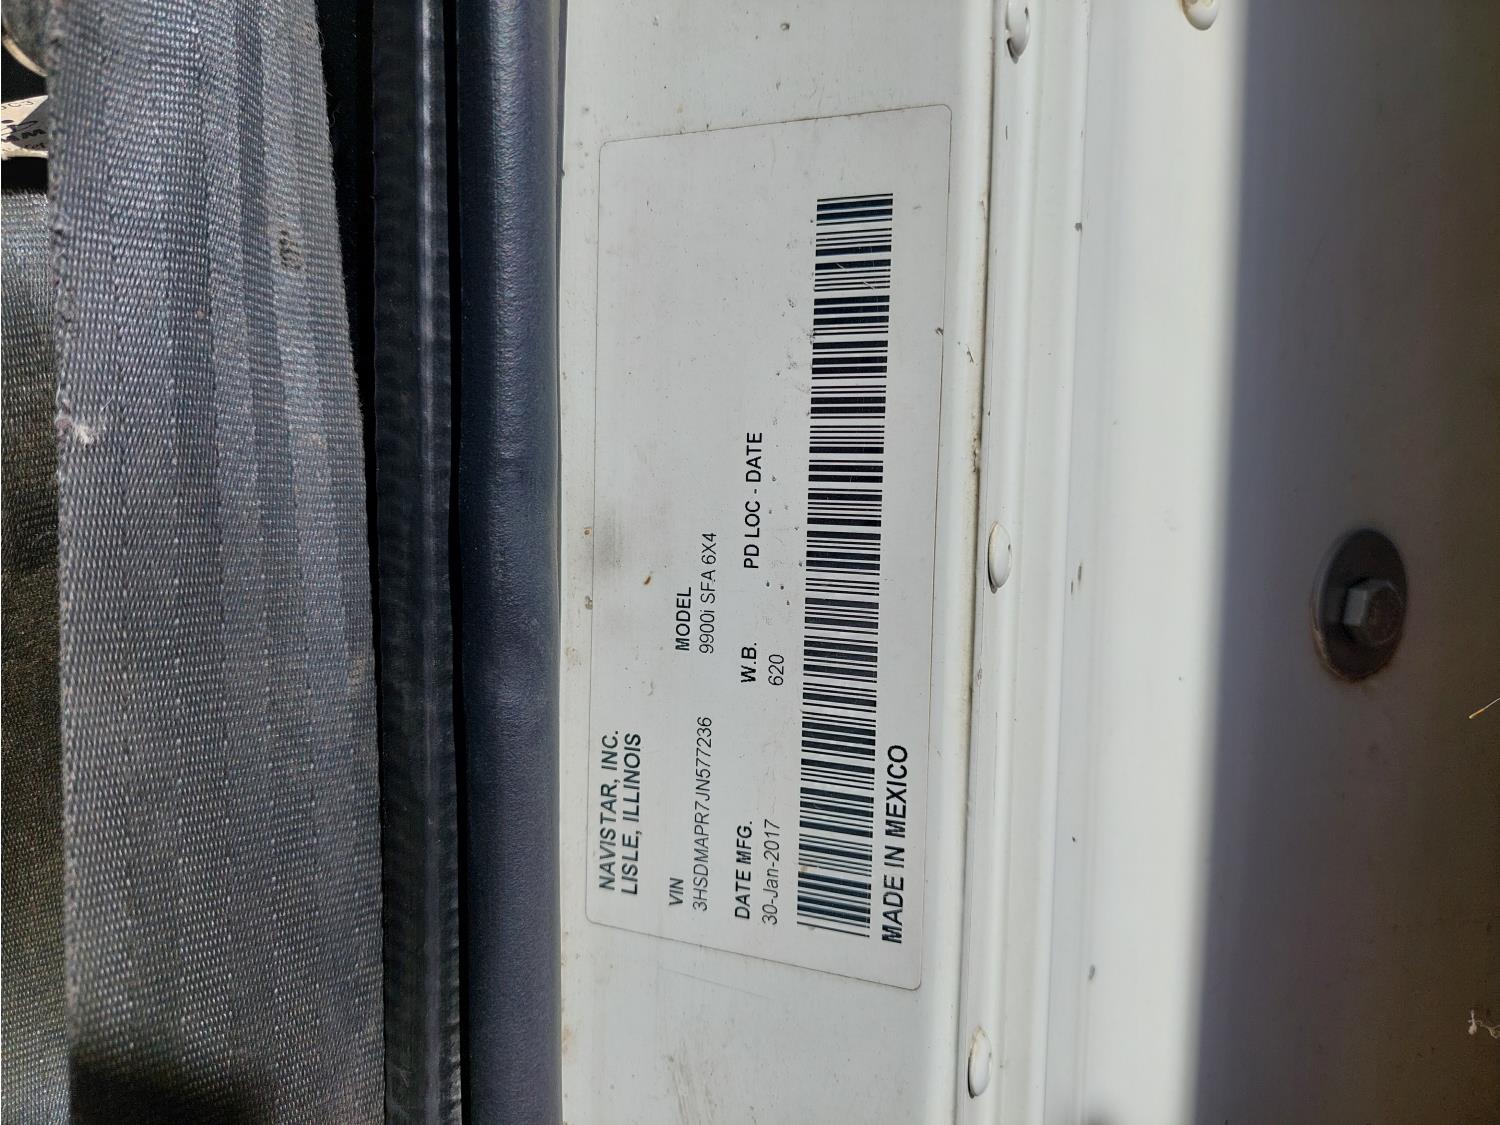 NAVISTAR, INC.
LISLE, ILLINOIS
VIN MODEL
3HSDMAPR7JN577236 9900i SFA 6X4
DATE MFG. W.B. PD LOC - DATE
30-Jan-2017 620
MADE IN MEXICO